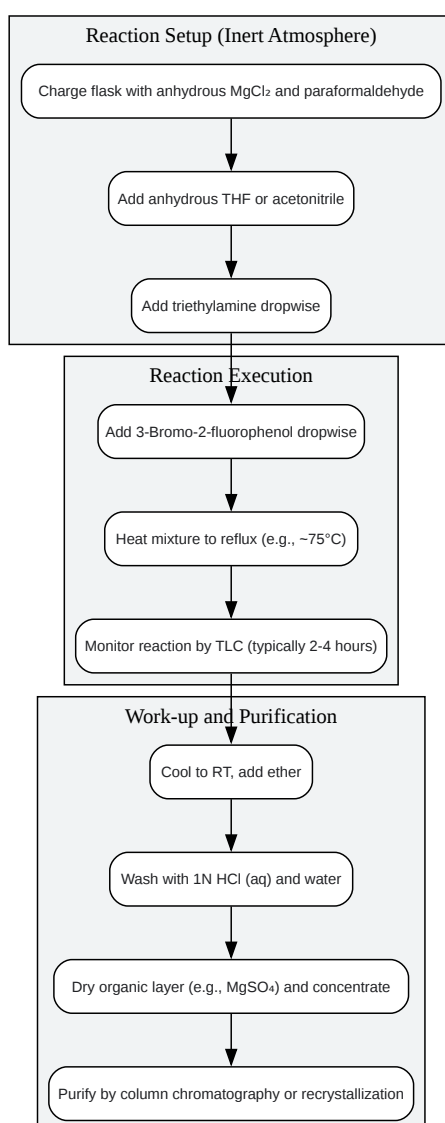 Reaction Setup (Inert Atmosphere)
Charge flask with anhydrous MgCl₂ and paraformaldehyde
Add anhydrous THF or acetonitrile
Add triethylamine dropwise
Reaction Execution
Add 3-Bromo-2-fluorophenol dropwise
Heat mixture to reflux (e.g., ~75°C)
Monitor reaction by TLC (typically 2-4 hours)
Work-up and Purification
Cool to RT, add ether
Wash with 1N HCl (aq) and water
Dry organic layer (e.g., MgSO₄) and concentrate
Purify by column chromatography or recrystallization